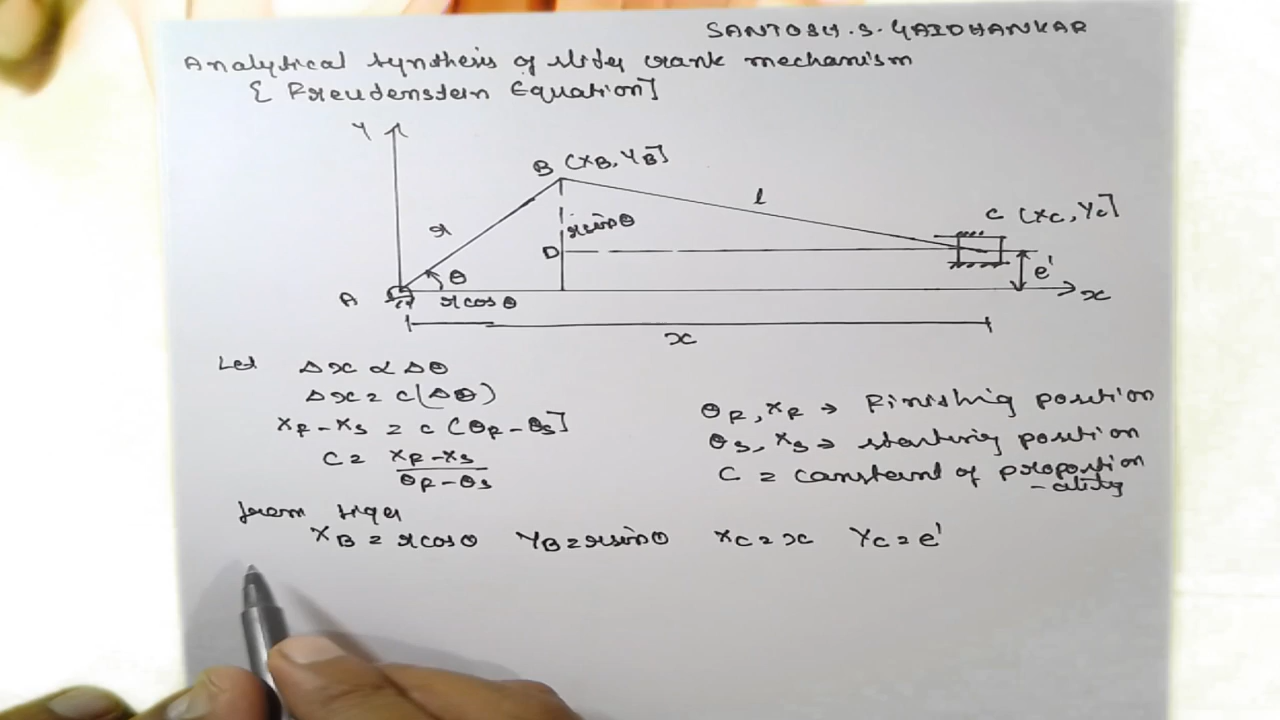 SANTOSH.S.GAIDHANKAR
Analytical synthesis of slider crank mechanism
[Freudenstein Equation]
Y
B (XB, YB]
l
C (XC, YC]
r
r sinθ
D
θ
e'
A
r cos θ
x
x
Let Δx ∝ Δθ
Δx = c(Δθ)
XF - XS = c (θF - θS]
C = XF - XS / θF - θS
θF, XF → Finishing position
θS, XS → starting position
C = constant of proportion
- ality
from
XB = r cosθ YB = r sinθ XC = x YC = e'